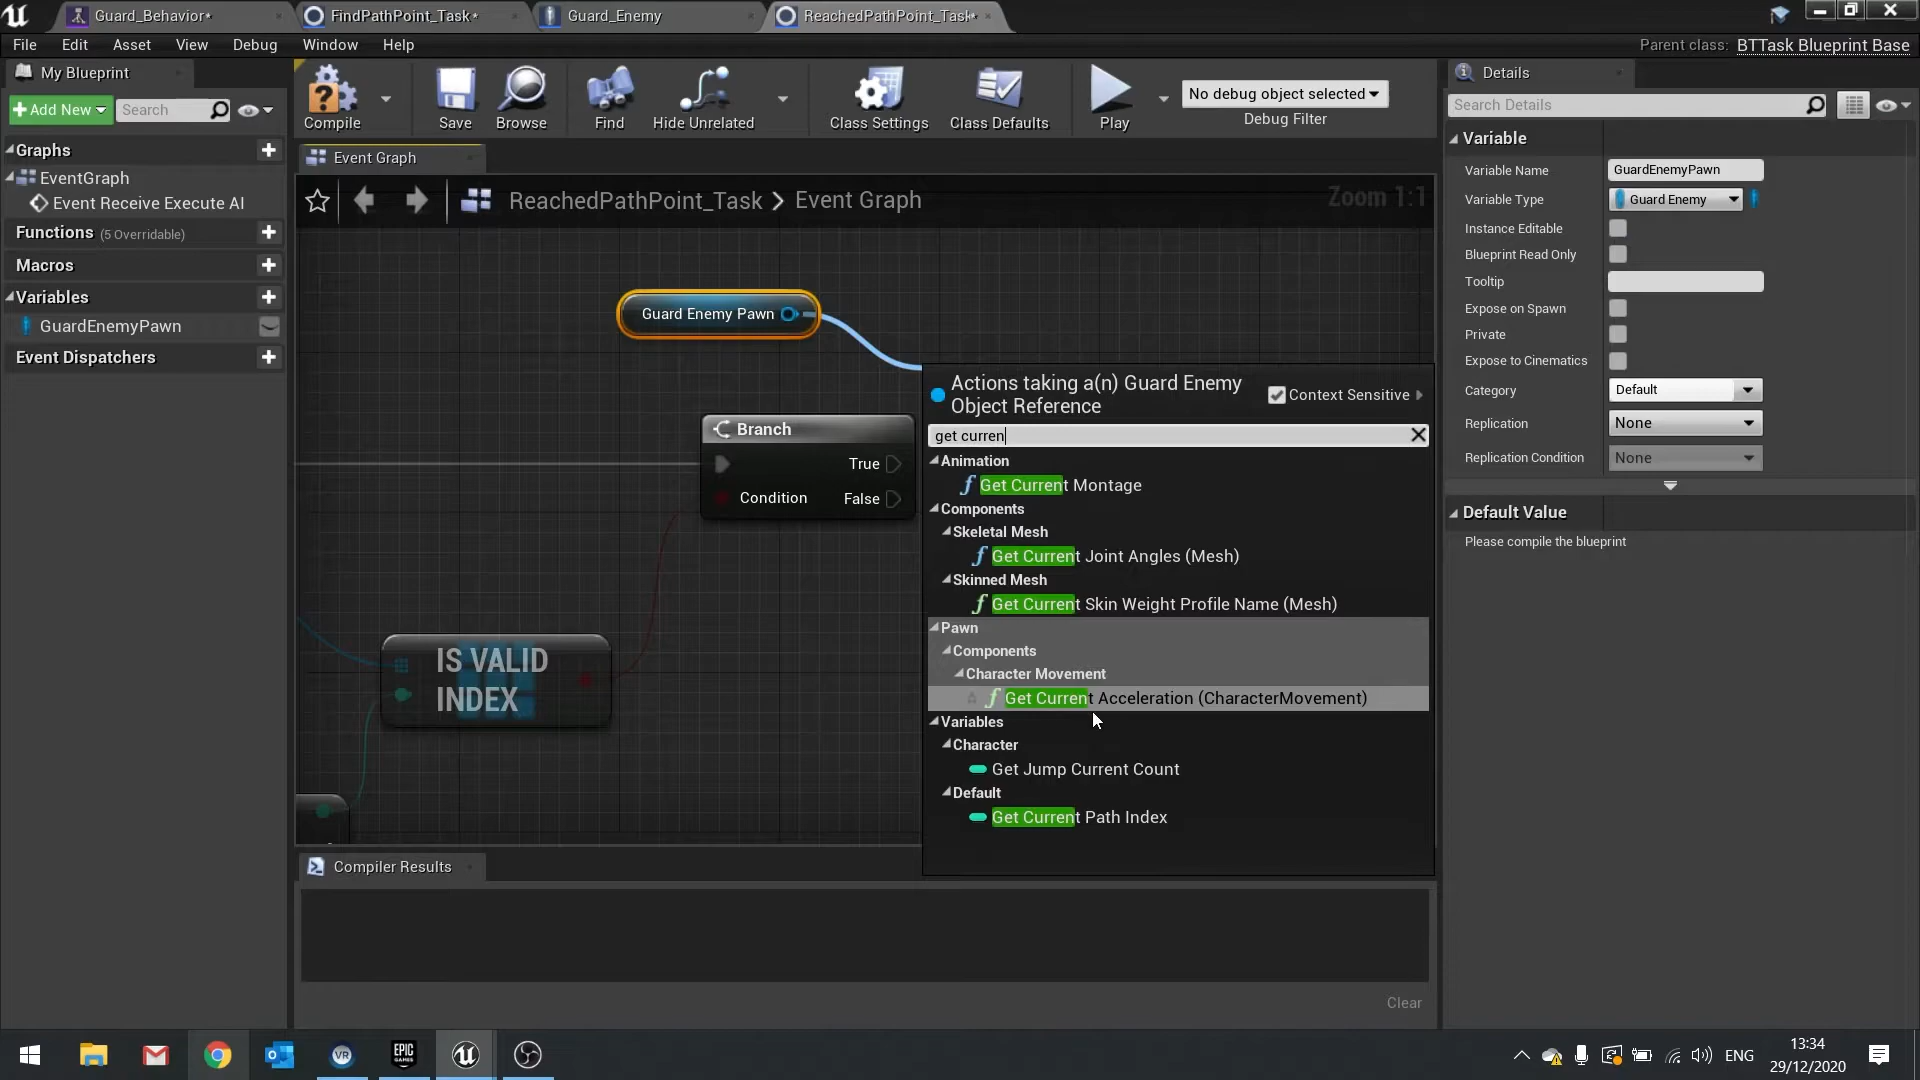 Guard_Behavior*
FindPathPoint_Task*
Guard_Enemy
ReachedPathPoint_Task*
File Edit Asset View Debug Window Help
Parent class: BTTask Blueprint Base
My Blueprint
Add New
Search
Graphs
EventGraph
Event Receive Execute AI
Functions (5 Overridable)
Macros
Variables
GuardEnemyPawn
Event Dispatchers
Compile
Save
Browse
Find
Hide Unrelated
Class Settings
Class Defaults
Play
No debug object selected
Debug Filter
Event Graph
ReachedPathPoint_Task > Event Graph
Zoom 1:1
Guard Enemy Pawn
Branch
True
Condition
False
IS VALID
INDEX
Actions taking a(n) Guard Enemy
Object Reference
Context Sensitive
get curren
Animation
Get Current Montage
Components
Skeletal Mesh
Get Current Joint Angles (Mesh)
Skinned Mesh
Get Current Skin Weight Profile Name (Mesh)
Pawn
Components
Character Movement
Get Current Acceleration (CharacterMovement)
Variables
Character
Get Jump Current Count
Default
Get Current Path Index
Compiler Results
Clear
Details
Search Details
Variable
Variable Name GuardEnemyPawn
Variable Type Guard Enemy
Instance Editable
Blueprint Read Only
Tooltip
Expose on Spawn
Private
Expose to Cinematics
Category Default
Replication None
Replication Condition None
Default Value
Please compile the blueprint
VR
EPIC
GAMES
ENG
13:34
29/12/2020